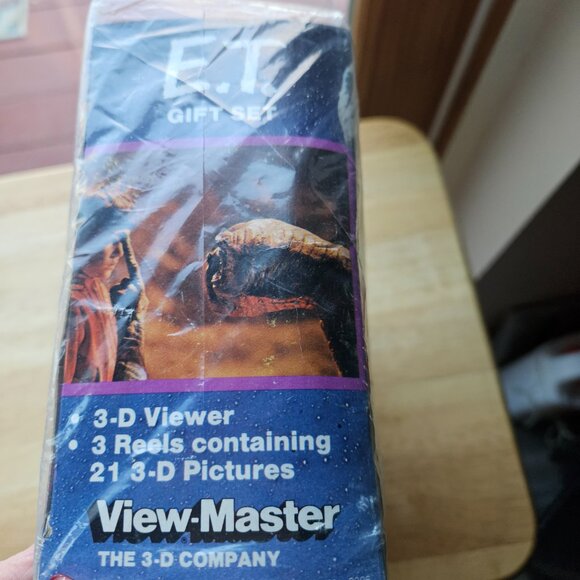 E.T.
GIFT SET
• 3-D Viewer
• 3 Reels containing
21 3-D Pictures
View-Master
THE 3-D COMPANY